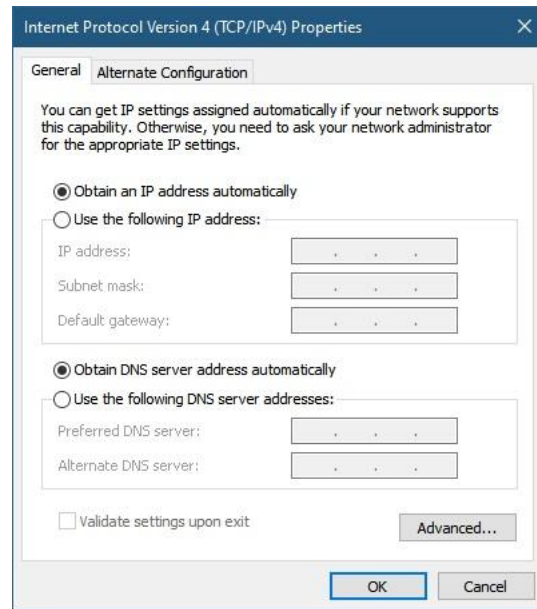 Internet Protocol Version 4 (TCP/IPv4) Properties
General Alternate Configuration
You can get IP settings assigned automatically if your network supports
this capability. Otherwise, you need to ask your network administrator
for the appropriate IP settings.
Obtain an IP address automatically
Use the following IP address:
IP address: . . .
Subnet mask: . . .
Default gateway: . . .
Obtain DNS server address automatically
Use the following DNS server addresses:
Preferred DNS server: . . .
Alternate DNS server: . . .
Validate settings upon exit Advanced...
OK Cancel